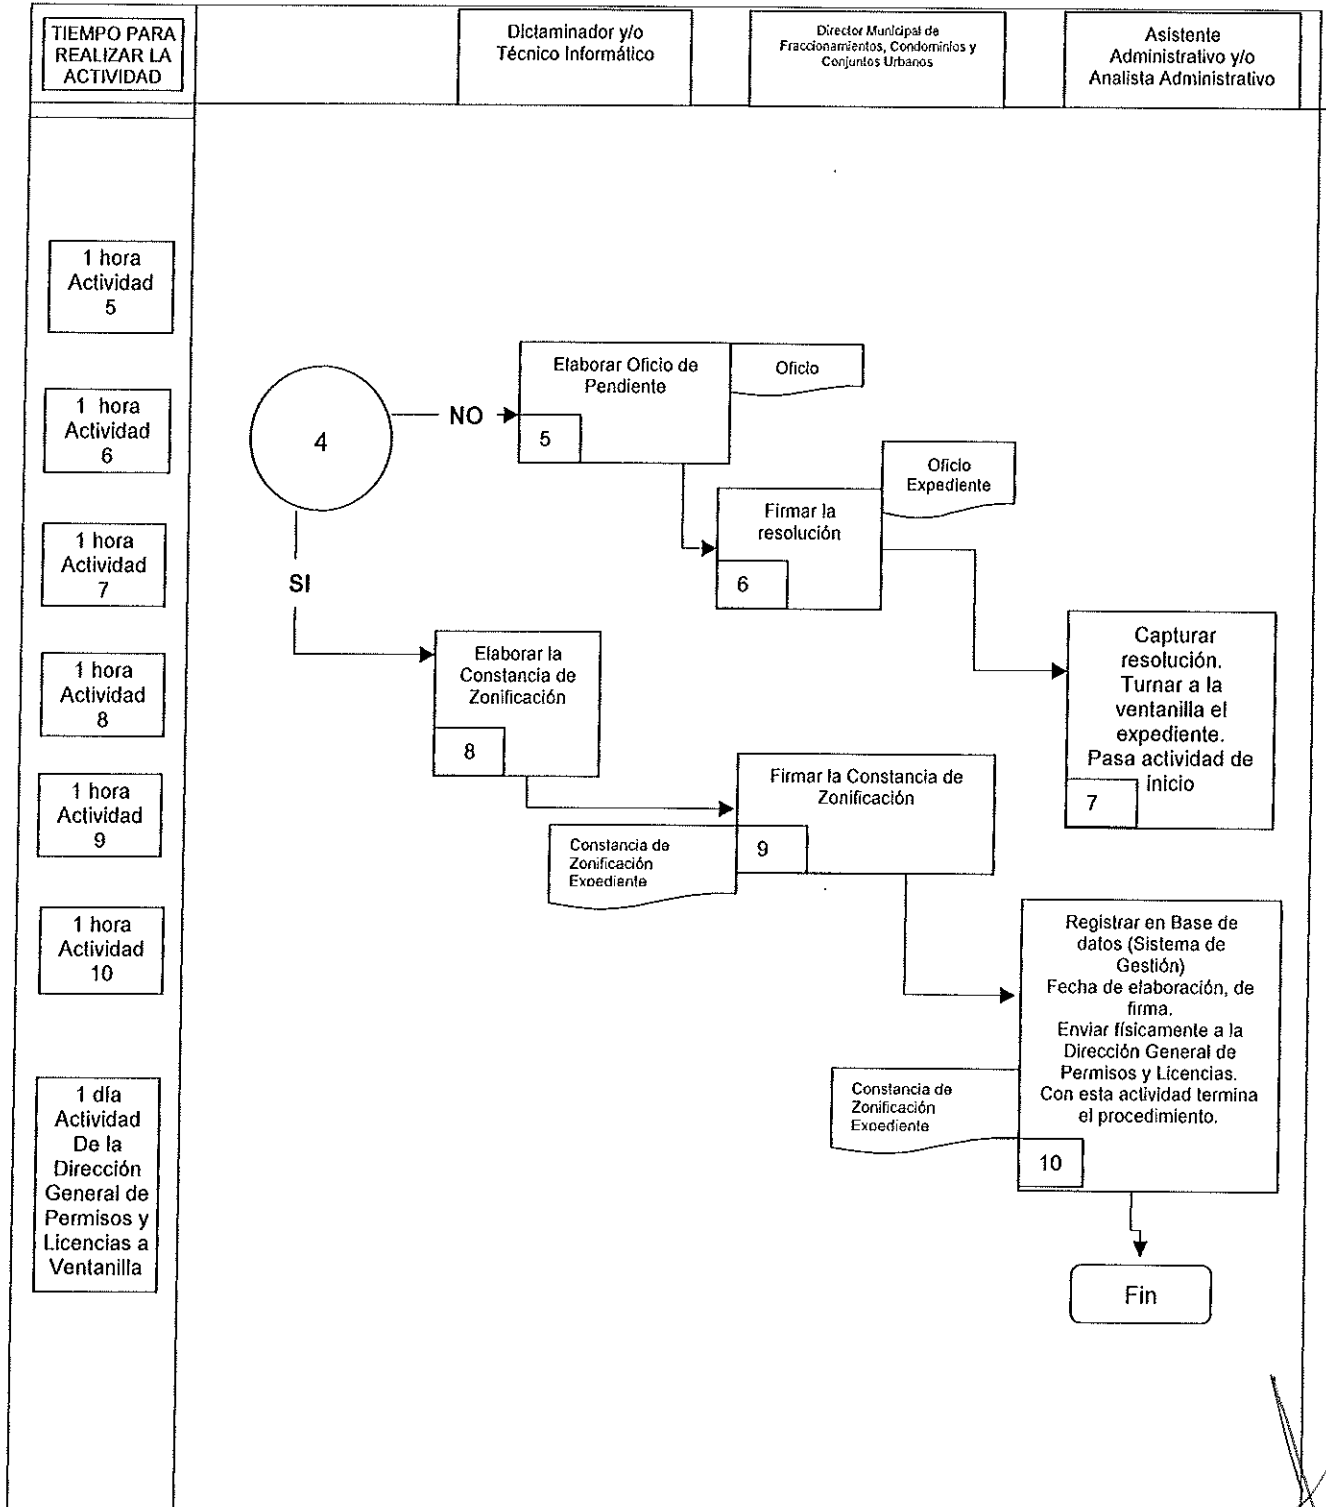 TIEMPO PARA
REALIZAR LA
ACTIVIDAD
Dictaminador y/o
Técnico Informático
Director Municipal de
Fraccionamientos, Condominios y
Conjuntos Urbanos
Asistente
Administrativo y/o
Analista Administrativo
1 hora
Actividad
5
1 hora
Actividad
6
1 hora
Actividad
7
1 hora
Actividad
8
1 hora
Actividad
9
1 hora
Actividad
10
1 día
Actividad
De la
Dirección
General de
Permisos y
Licencias a
Ventanilla
4
NO
SI
Elaborar Oficio de
Pendiente
5
Oficio
Firmar la
resolución
6
Oficio
Expediente
Capturar
resolución.
Turnar a la
ventanilla el
expediente.
Pasa actividad de
inicio
7
Elaborar la
Constancia de
Zonificación
8
Firmar la Constancia de
Zonificación
9
Constancia de
Zonificación
Expediente
Registrar en Base de
datos (Sistema de
Gestión)
Fecha de elaboración, de
firma.
Enviar físicamente a la
Dirección General de
Permisos y Licencias.
Con esta actividad termina
el procedimiento.
10
Constancia de
Zonificación
Expediente
Fin